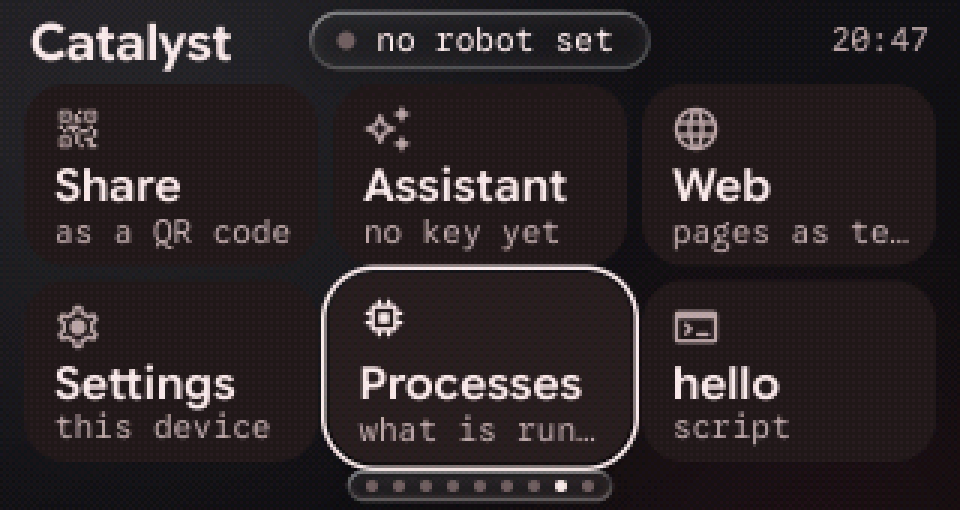 Catalyst
no robot set
20:47
Share
as a QR code
Assistant
no key yet
Web
pages as te…
Settings
this device
Processes
what is run…
hello
script